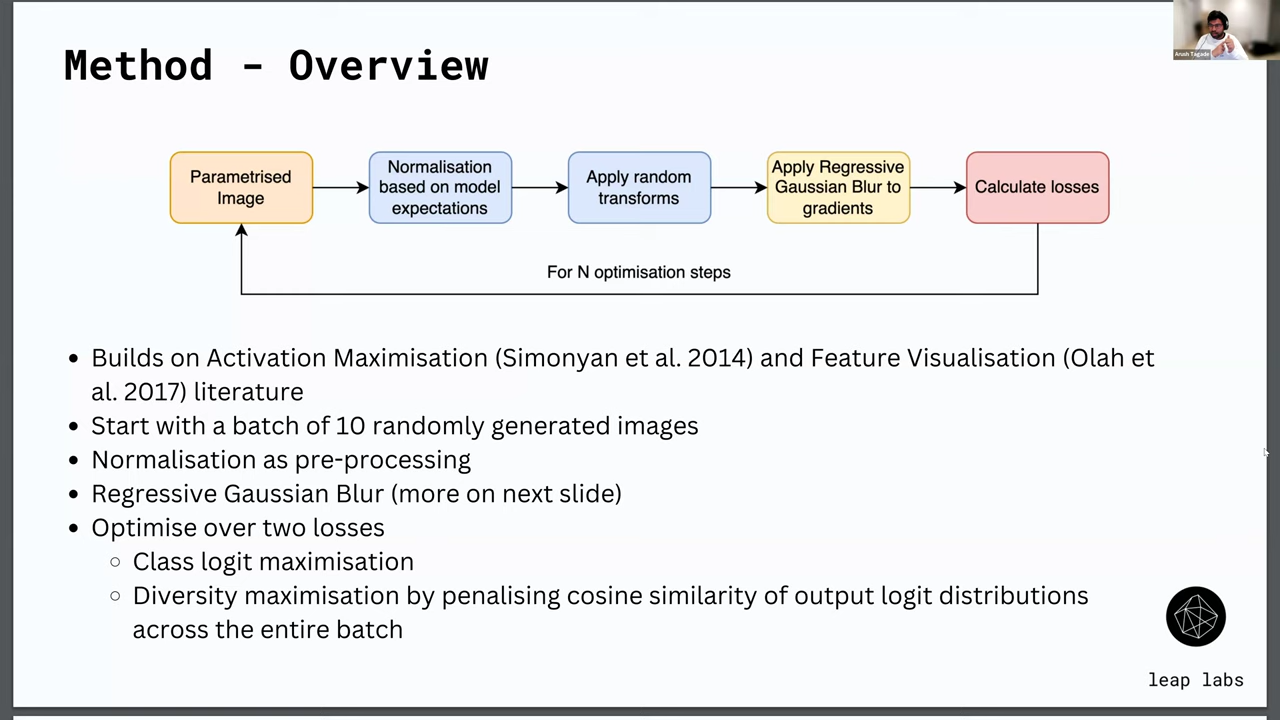 Method - Overview
Arush Tagade
Parametrised
Image
Normalisation
based on model
expectations
Apply random
transforms
Apply Regressive
Gaussian Blur to
gradients
Calculate losses
For N optimisation steps
• Builds on Activation Maximisation (Simonyan et al. 2014) and Feature Visualisation (Olah et
al. 2017) literature
• Start with a batch of 10 randomly generated images
• Normalisation as pre-processing
• Regressive Gaussian Blur (more on next slide)
• Optimise over two losses
○ Class logit maximisation
○ Diversity maximisation by penalising cosine similarity of output logit distributions
across the entire batch
leap labs